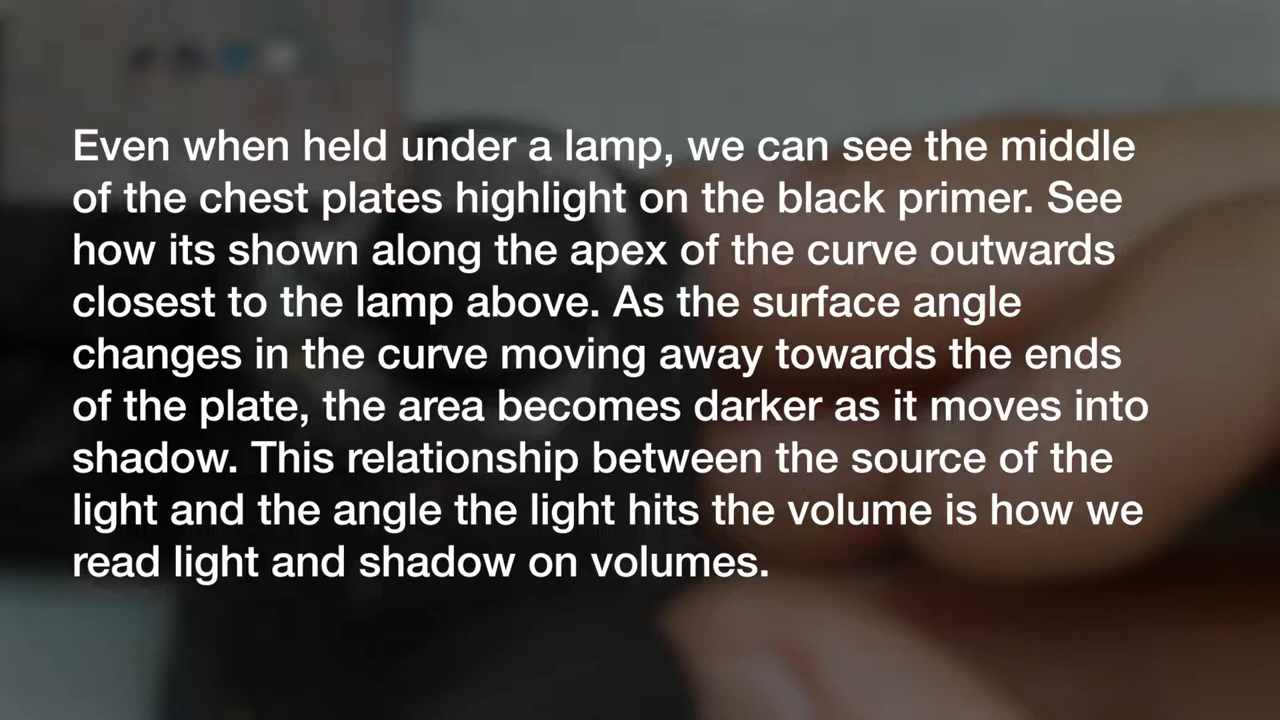 Even when held under a lamp, we can see the middle
of the chest plates highlight on the black primer. See
how its shown along the apex of the curve outwards
closest to the lamp above. As the surface angle
changes in the curve moving away towards the ends
of the plate, the area becomes darker as it moves into
shadow. This relationship between the source of the
light and the angle the light hits the volume is how we
read light and shadow on volumes.